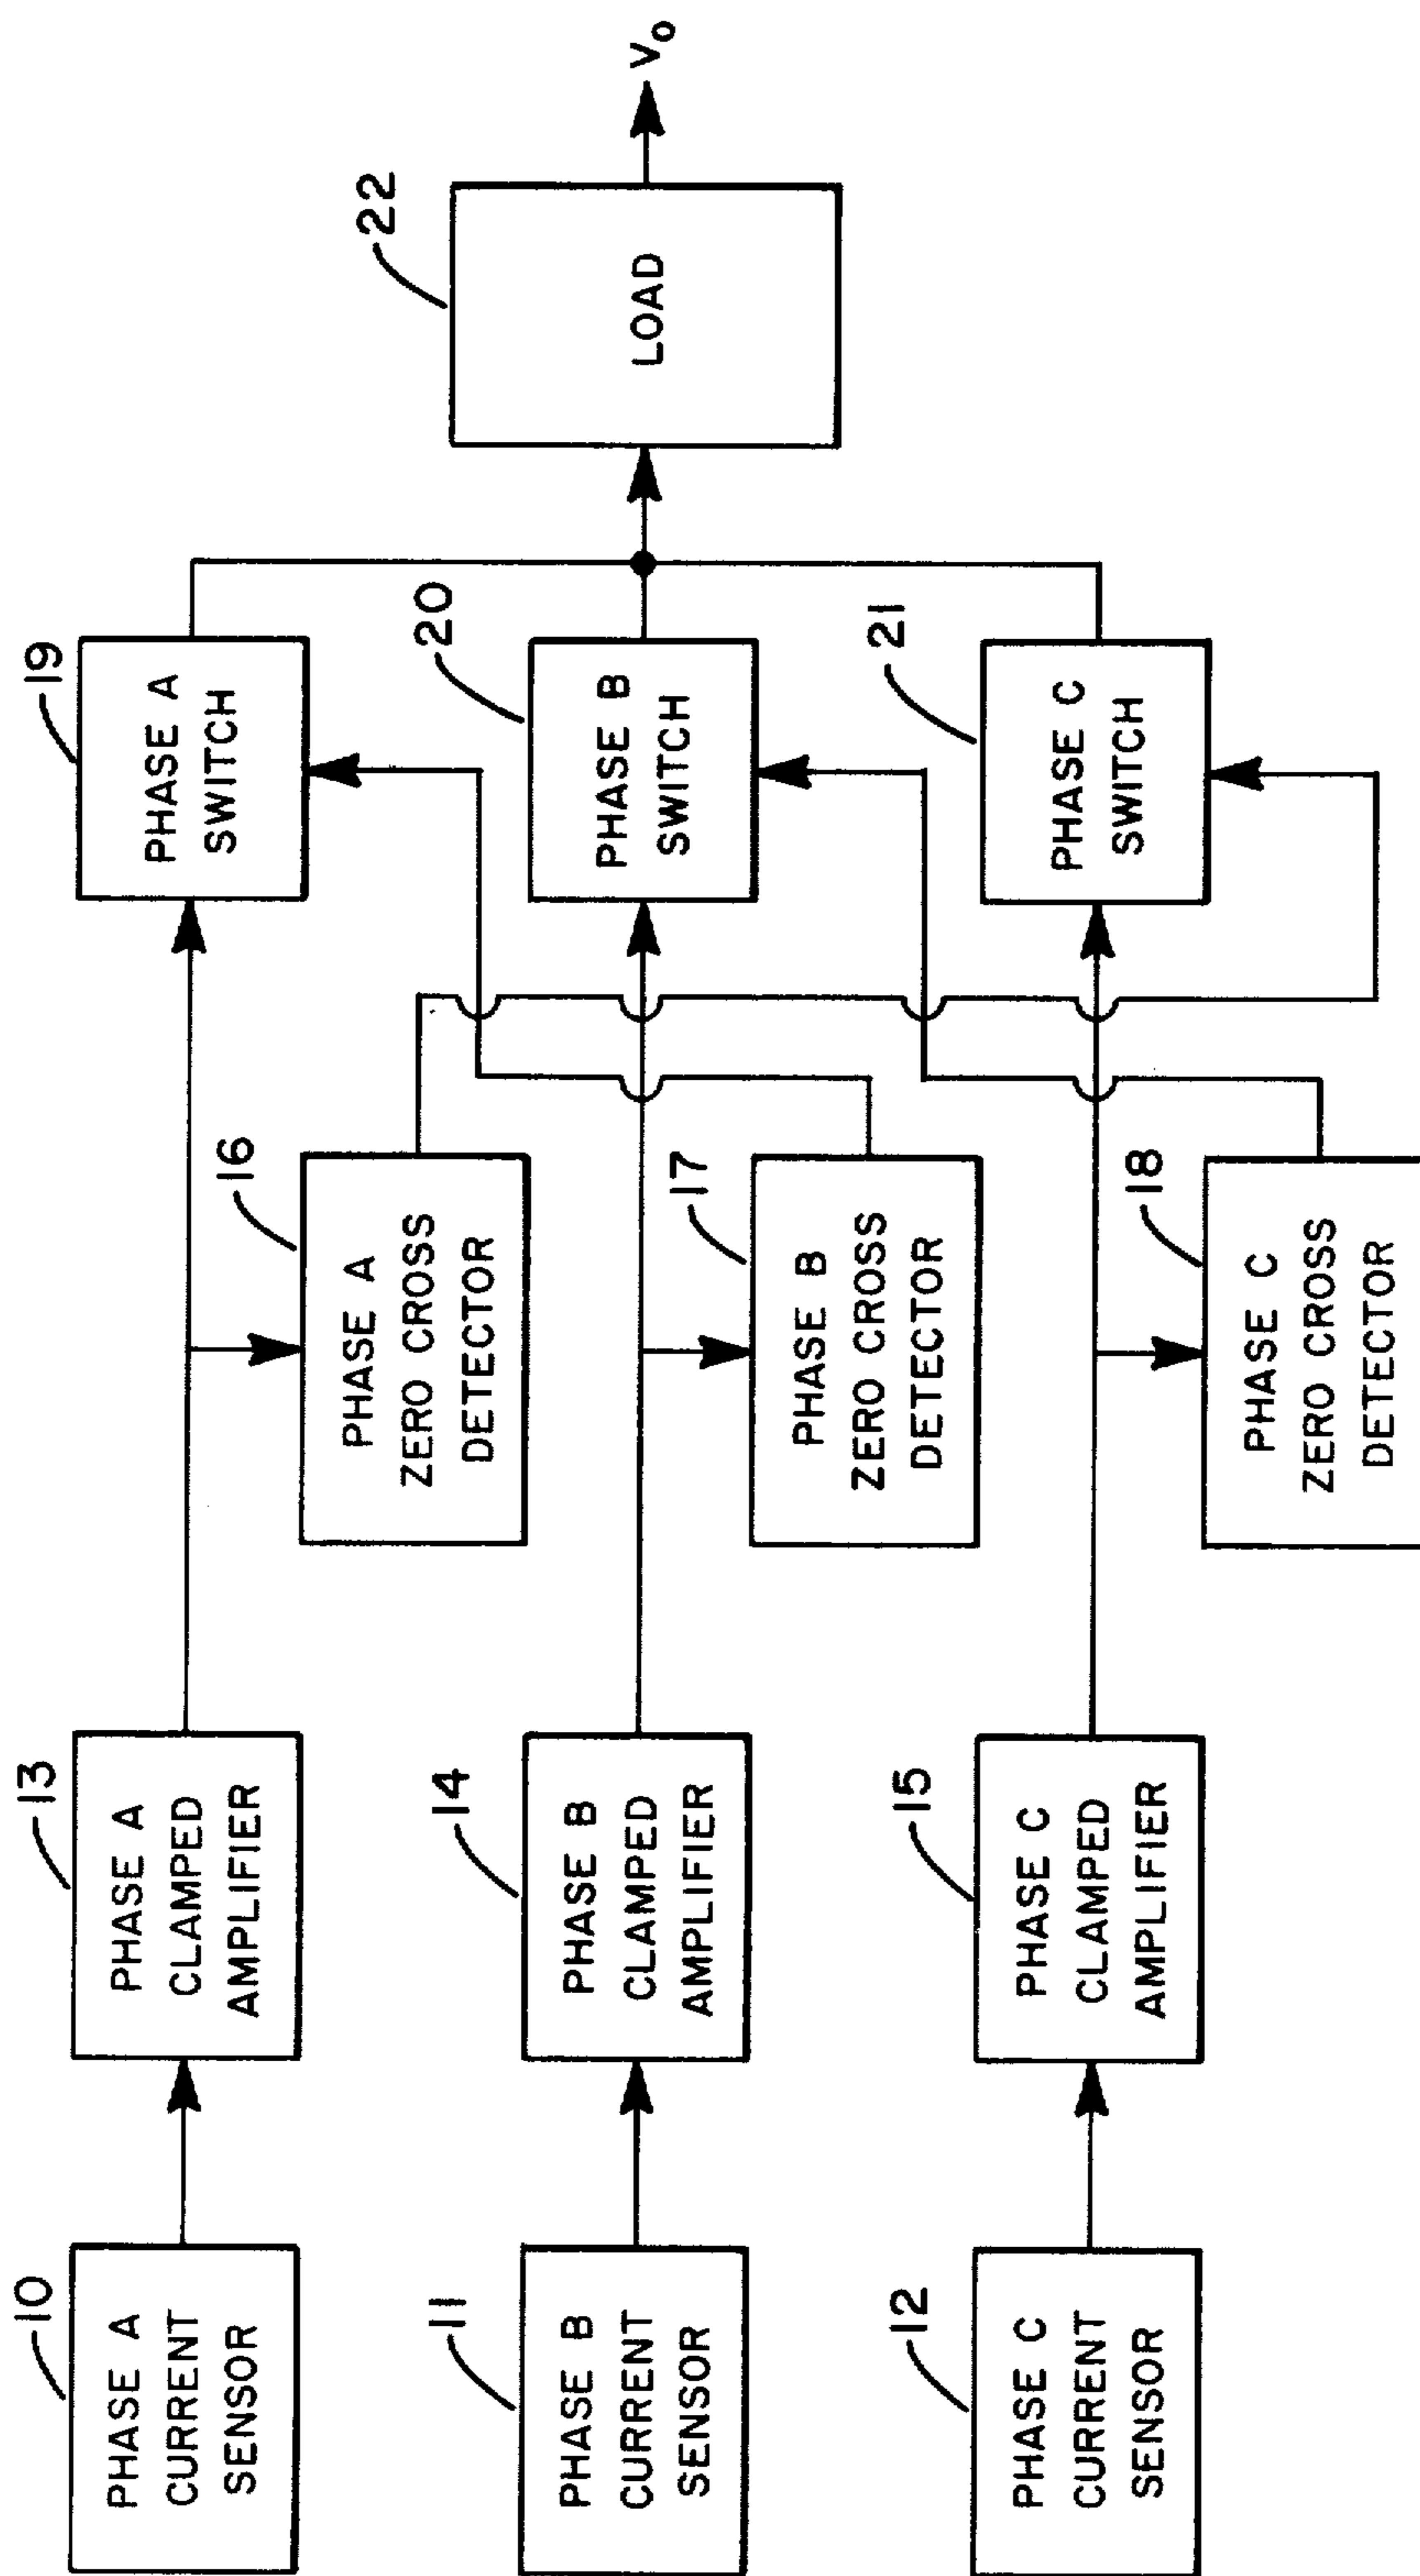 10
PHASE A
CURRENT
SENSOR
13
PHASE A
CLAMPED
AMPLIFIER
16
PHASE A
ZERO CROSS
DETECTOR
19
PHASE A
SWITCH
11
PHASE B
CURRENT
SENSOR
14
PHASE B
CLAMPED
AMPLIFIER
17
PHASE B
ZERO CROSS
DETECTOR
20
PHASE B
SWITCH
22
LOAD
Vo
12
PHASE C
CURRENT
SENSOR
15
PHASE C
CLAMPED
AMPLIFIER
18
PHASE C
ZERO CROSS
DETECTOR
21
PHASE C
SWITCH